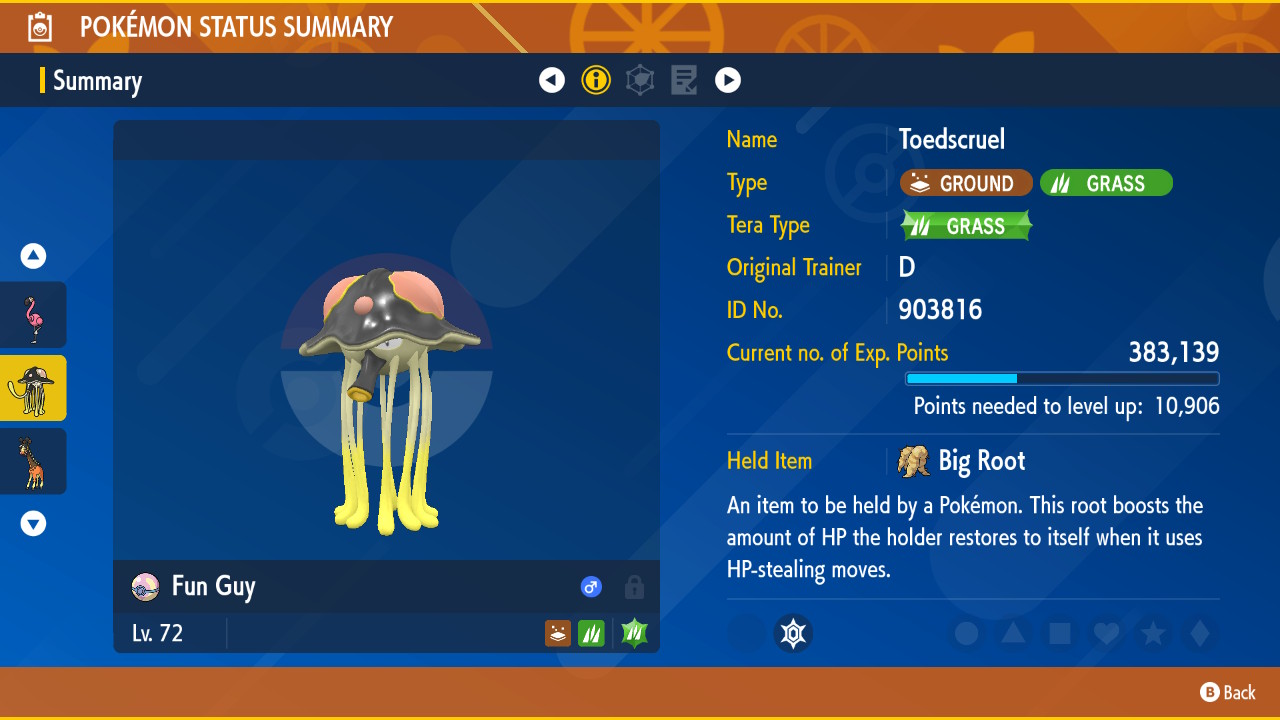 POKÉMON STATUS SUMMARY
Summary
Name Toedscruel
Type GROUND GRASS
Tera Type GRASS
Original Trainer D
ID No. 903816
Current no. of Exp. Points 383,139
Points needed to level up: 10,906
Held Item Big Root
An item to be held by a Pokémon. This root boosts the
amount of HP the holder restores to itself when it uses
HP-stealing moves.
Fun Guy
Lv. 72
B Back